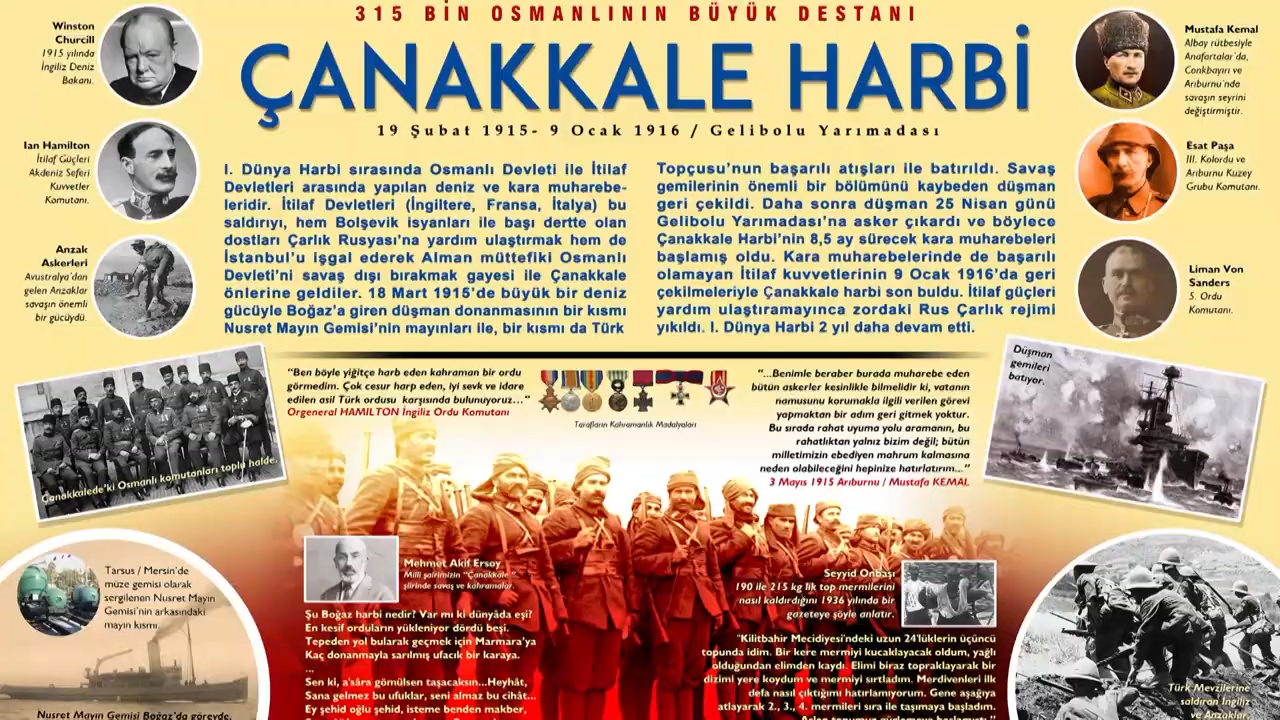 315 BİN OSMANLININ BÜYÜK DESTANI
ÇANAKKALE HARBİ
19 Şubat 1915- 9 Ocak 1916 / Gelibolu Yarımadası
Winston
Churcill
1915 yılında
İngiliz Deniz
Bakanı.
Ian Hamilton
İtilaf Güçleri
Akdeniz Seferi
Kuvvetler
Komutanı.
Anzak
Askerleri
Avustralya'dan
gelen Anzaklar
savaşın önemli
bir gücüydü.
I. Dünya Harbi sırasında Osmanlı Devleti ile İtilaf
Devletleri arasında yapılan deniz ve kara muharebe-
leridir. İtilaf Devletleri (İngiltere, Fransa, İtalya) bu
saldırıyı, hem Bolşevik isyanları ile başı dertte olan
dostları Çarlık Rusyası'na yardım ulaştırmak hem de
İstanbul'u işgal ederek Alman müttefiki Osmanlı
Devleti'ni savaş dışı bırakmak gayesi ile Çanakkale
önlerine geldiler. 18 Mart 1915'de büyük bir deniz
gücüyle Boğaz'a giren düşman donanmasının bir kısmı
Nusret Mayın Gemisi'nin mayınları ile, bir kısmı da Türk
Topçusu'nun başarılı atışları ile batırıldı. Savaş
gemilerinin önemli bir bölümünü kaybeden düşman
geri çekildi. Daha sonra düşman 25 Nisan günü
Gelibolu Yarımadası'na asker çıkardı ve böylece
Çanakkale Harbi'nin 8,5 ay sürecek kara muharebeleri
başlamış oldu. Kara muharebelerinde de başarılı
olamayan İtilaf kuvvetlerinin 9 Ocak 1916'da geri
çekilmeleriyle Çanakkale harbi son buldu. İtilaf güçleri
yardım ulaştıramayınca zordaki Rus Çarlık rejimi
yıkıldı. I. Dünya Harbi 2 yıl daha devam etti.
Mustafa Kemal
Albay rütbesiyle
Anafartalar'da,
Conkbayırı ve
Arıburnu'nda
savaşın seyrini
değiştirmiştir.
Esat Paşa
III. Kolordu ve
Arıburnu Kuzey
Grubu Komutanı.
Liman Von
Sanders
5. Ordu
Komutanı.
Çanakkalede'ki Osmanlı komutanları toplu halde.
"Ben böyle yiğitçe harb eden kahraman bir ordu
görmedim. Çok cesur harp eden, iyi sevk ve idare
edilen asil Türk ordusu karşısında bulunuyoruz..."
Orgeneral HAMILTON İngiliz Ordu Komutanı
Tarafların Kahramanlık Madalyaları
"...Benimle beraber burada muharebe eden
bütün askerler kesinlikle bilmelidir ki, vatanın
namusunu korumakla ilgili verilen görevi
yapmaktan bir adım geri gitmek yoktur.
Bu sırada rahat uyuma yolu aramanın, bu
rahatlıktan yalnız bizim değil; bütün
milletimizin ebediyen mahrum kalmasına
neden olabileceğini hepinize hatırlatırım..."
3 Mayıs 1915 Arıburnu / Mustafa KEMAL
Düşman
gemileri
batıyor.
Tarsus / Mersin'de
müze gemisi olarak
sergilenen Nusret Mayın
Gemisi'nin arkasındaki
mayın kısmı.
Nusret Mayın Gemisi Boğaz'da görevde.
Mehmet Akif Ersoy
Milli şairimizin "Çanakkale"
şiirinde savaş ve kahramalar.
Şu Boğaz harbi nedir? Var mı ki dünyâda eşi?
En kesif orduların yükleniyor dördü beşi.
Tepeden yol bularak geçmek için Marmara'ya
Kaç donanmayla sarılmış ufacık bir karaya.
...
Sen ki, a'sâra gömülsen taşacaksın...Heyhât,
Sana gelmez bu ufuklar, seni almaz bu cihât...
Ey şehid oğlu şehid, isteme benden makber,
Seyyid Onbaşı
190 ile 215 kg lik top mermilerini
nasıl kaldırdığını 1936 yılında bir
gazeteye şöyle anlatır.
"Kilitbahir Mecidiyesi'ndeki uzun 24'lüklerin üçüncü
topunda idim. Bir kere mermiyi kucaklayacak oldum, yağlı
olduğundan elimden kaydı. Elimi biraz topraklayarak bir
dizimi yere koydum ve mermiyi sırtladım. Merdivenleri ilk
defa nasıl çıktığımı hatırlamıyorum. Gene aşağıya
atlayarak 2., 3., 4. mermileri sıra ile taşımaya başladım.
Türk Mevzilerine
saldıran İngiliz
ve Anzaklar.